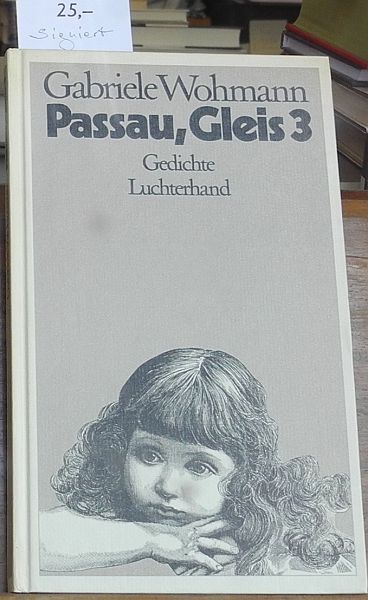 25,-
Signiert
Gabriele Wohmann
Passau, Gleis 3
Gedichte
Luchterhand